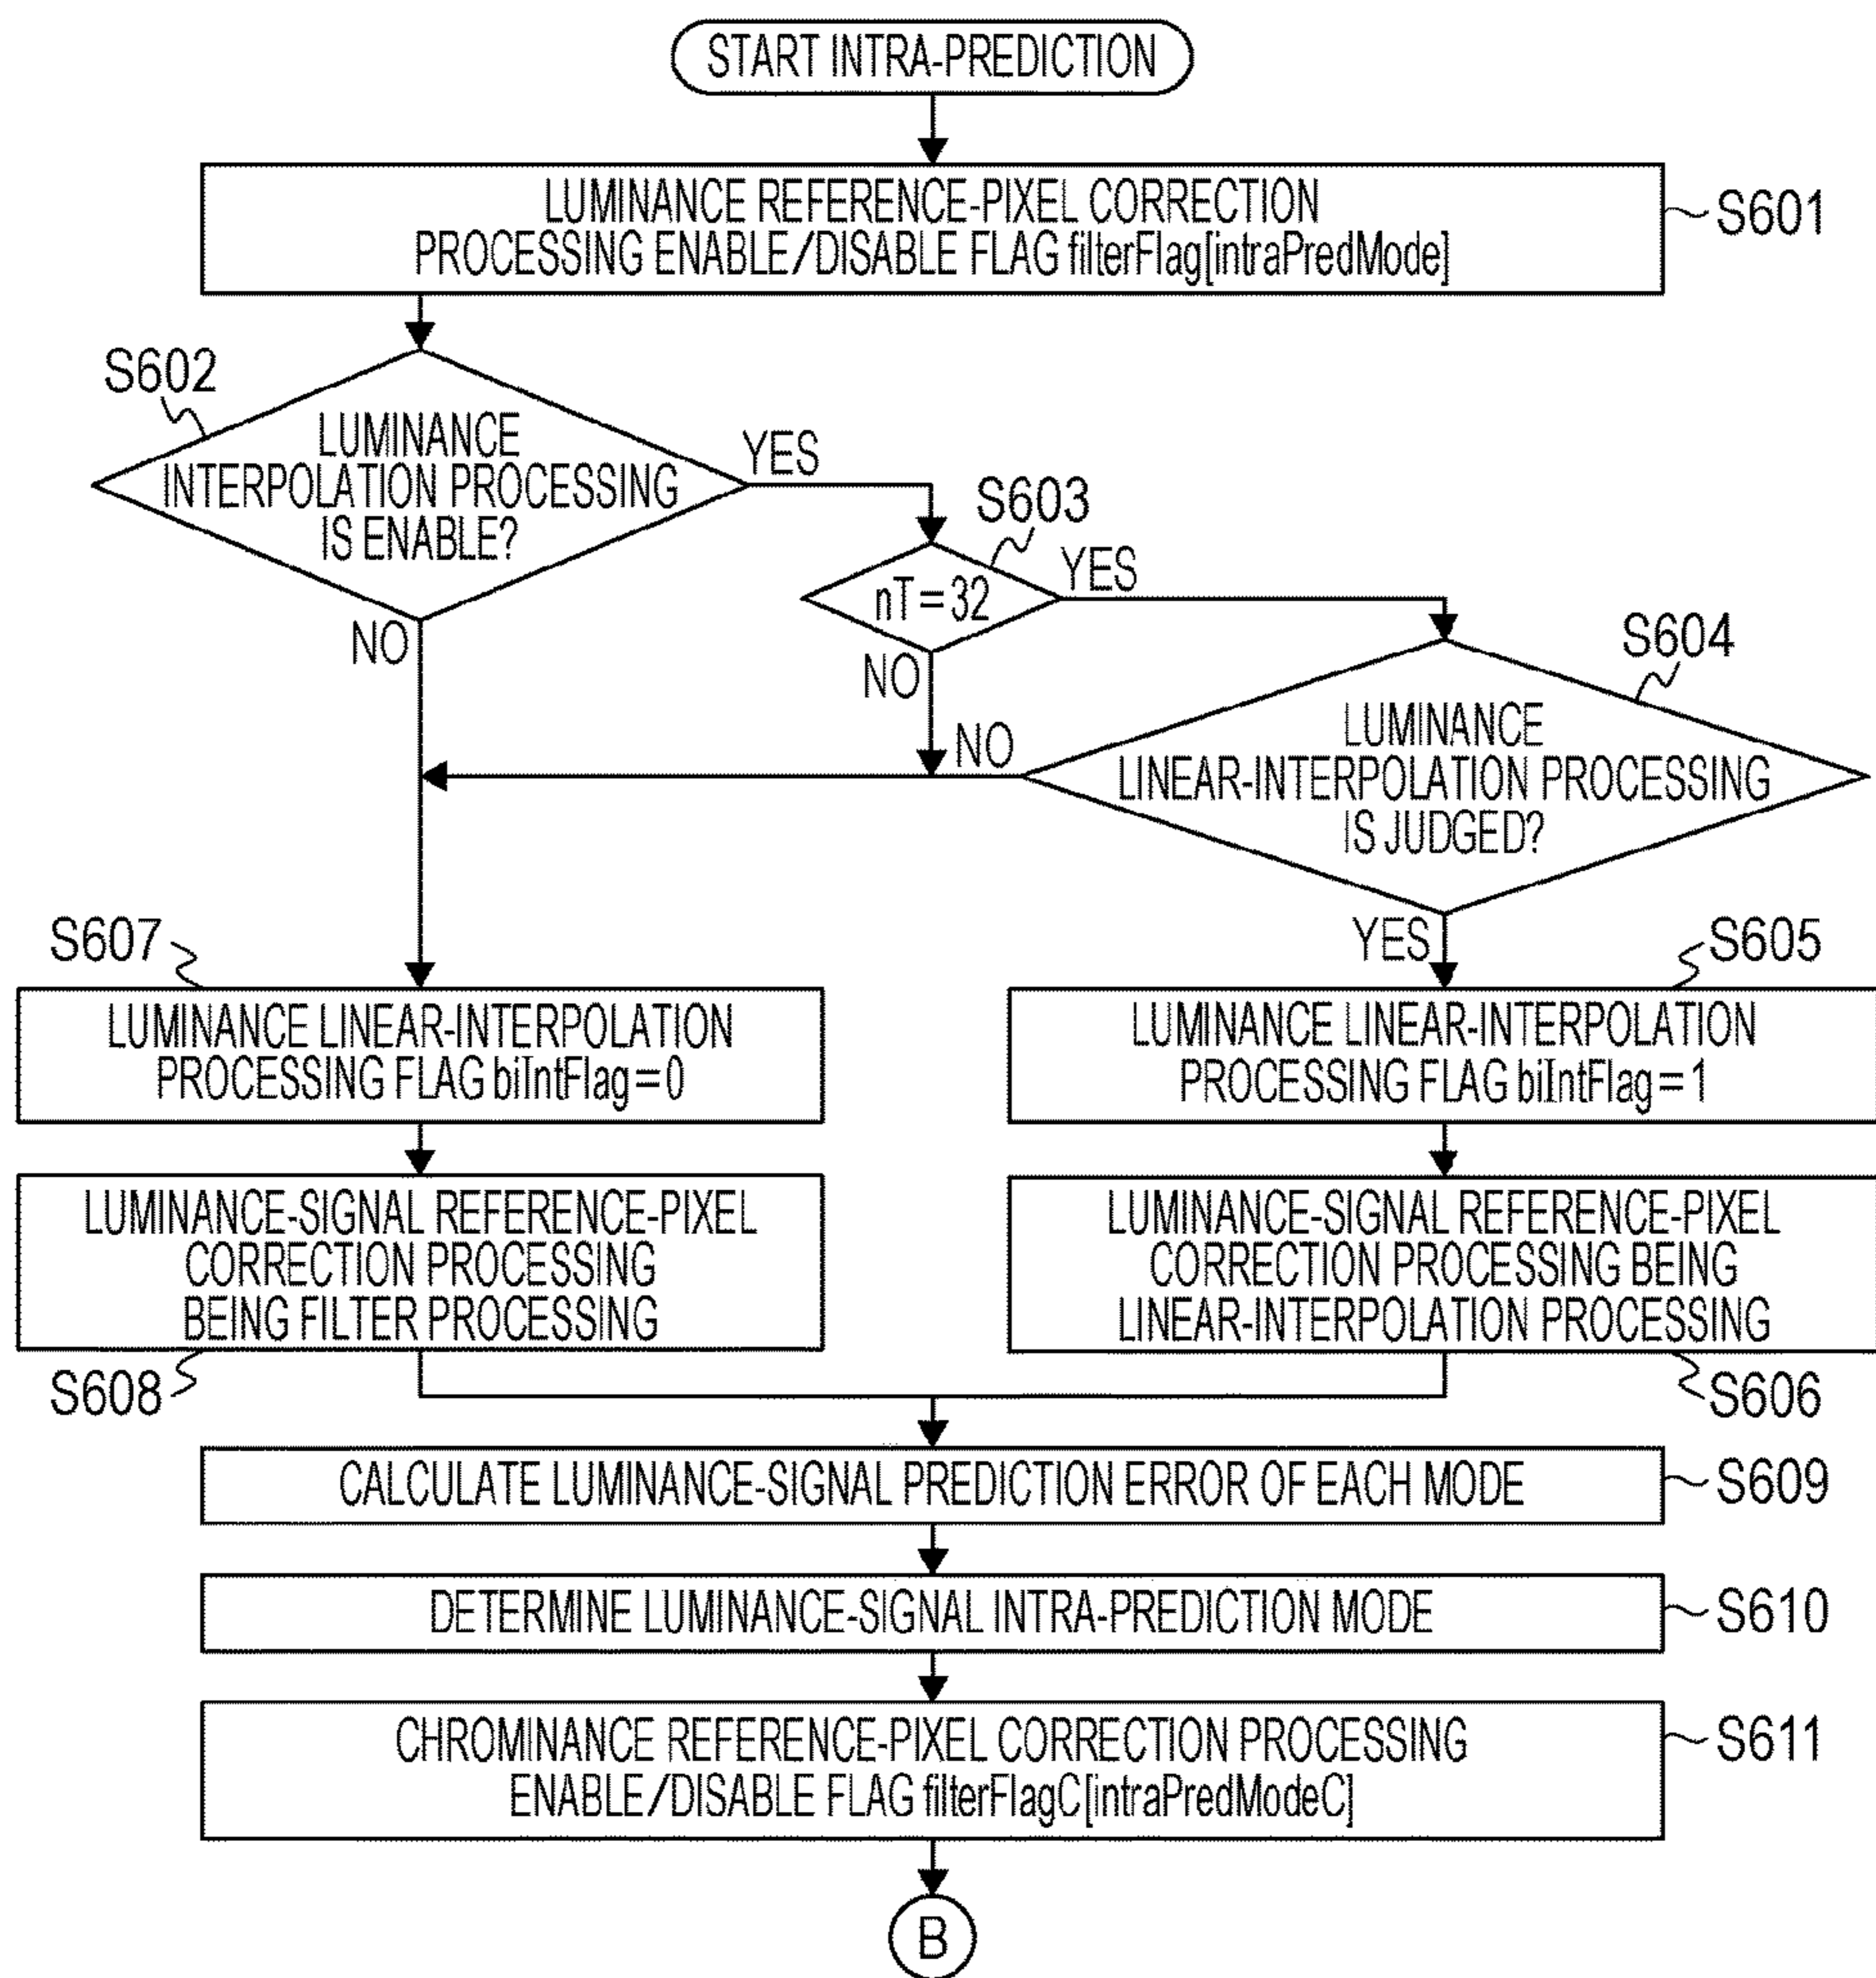 START INTRA-PREDICTION
LUMINANCE REFERENCE-PIXEL CORRECTION
PROCESSING ENABLE/DISABLE FLAG filterFlag[intraPredMode]
S601
S602
LUMINANCE
INTERPOLATION PROCESSING
IS ENABLE?
YES
NO
S603
nT=32
YES
NO
S604
LUMINANCE
LINEAR-INTERPOLATION PROCESSING
IS JUDGED?
NO
YES
S607
LUMINANCE LINEAR-INTERPOLATION
PROCESSING FLAG biIntFlag=0
S605
LUMINANCE LINEAR-INTERPOLATION
PROCESSING FLAG biIntFlag=1
LUMINANCE-SIGNAL REFERENCE-PIXEL
CORRECTION PROCESSING
BEING FILTER PROCESSING
S608
LUMINANCE-SIGNAL REFERENCE-PIXEL
CORRECTION PROCESSING BEING
LINEAR-INTERPOLATION PROCESSING
S606
CALCULATE LUMINANCE-SIGNAL PREDICTION ERROR OF EACH MODE
S609
DETERMINE LUMINANCE-SIGNAL INTRA-PREDICTION MODE
S610
CHROMINANCE REFERENCE-PIXEL CORRECTION PROCESSING
ENABLE/DISABLE FLAG filterFlagC[intraPredModeC]
S611
B